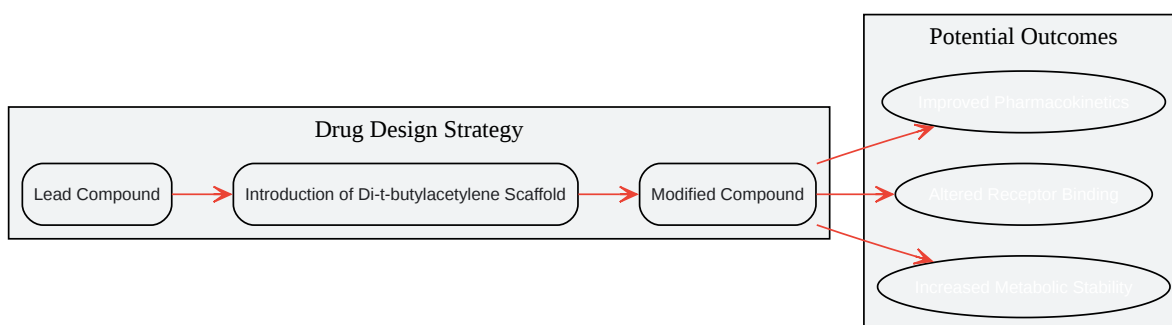 Potential Outcomes
Improved Pharmacokinetics
Drug Design Strategy
Lead Compound
Introduction of Di-t-butylacetylene Scaffold
Modified Compound
Altered Receptor Binding
Increased Metabolic Stability